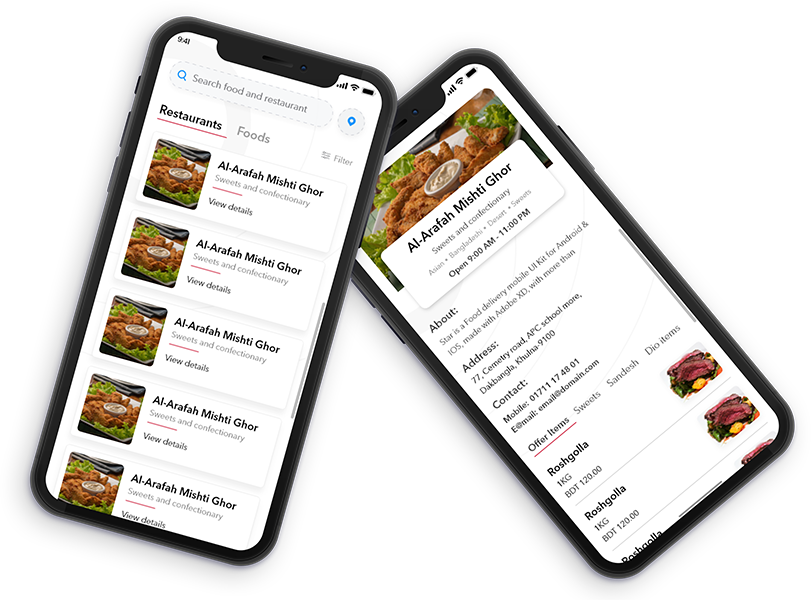 9:41
Search food and restaurant
Restaurants
Foods
Filter
Al-Arafah Mishti Ghor
Sweets and confectionary
View details
Al-Arafah Mishti Ghor
Sweets and confectionary
View details
Al-Arafah Mishti Ghor
Sweets and confectionary
View details
Al-Arafah Mishti Ghor
Sweets and confectionary
View details
Al-Arafah Mishti Ghor
Sweets and confectionary
View details
Al-Arafah Mishti Ghor
Sweets and confectionary
Asian • Bangladeshi • Desert • Sweets
Open 9:00 AM - 11:00 PM
About:
Star is a Food delivery mobile UI Kit for Android &
IOS, made with Adobe XD, with more than
Address:
77, Cemetry road, APC school more,
Dakbangla, Khulna-9100
Contact:
Mobile: 01711 17 48 01
E@mail: email@domain.com
Offer Items
Sweets
Sandesh
Dio items
Roshgolla
1KG
BDT 120.00
Roshgolla
1KG
BDT 120.00
Roshgolla